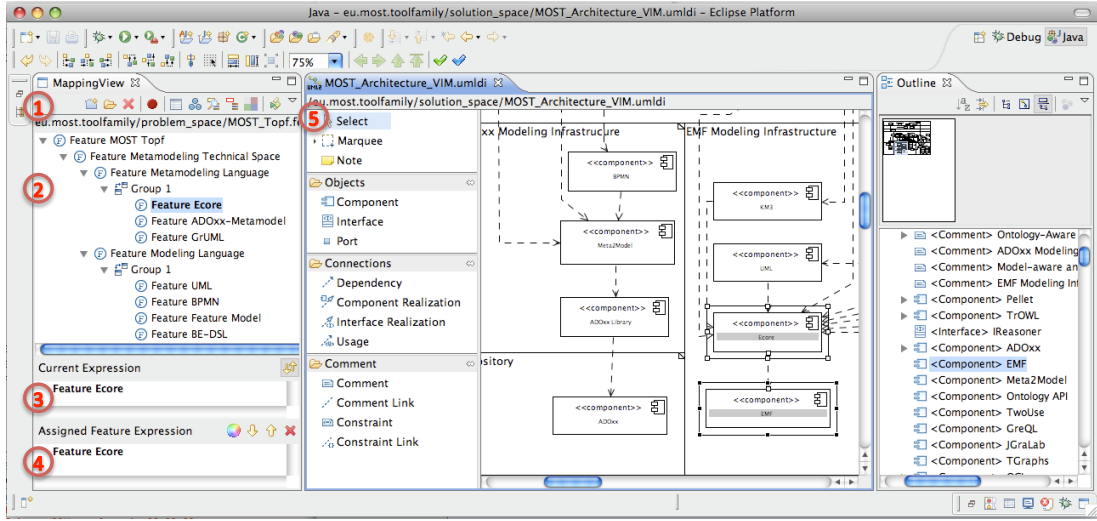 Java - eu.most.toolfamily/solution_space/MOST_Architecture_VIM.umldi - Eclipse Platform
75%
Debug
Java
MappingView
1
eu.most.toolfamily/problem_space/MOST_Topf.fe
Feature MOST Topf
Feature Metamodeling Technical Space
Feature Metamodeling Language
2
Group 1
Feature Ecore
Feature ADOxx-Metamodel
Feature GrUML
Feature Modeling Language
Group 1
Feature UML
Feature BPMN
Feature Feature Model
Feature BE-DSL
Current Expression
Feature Ecore
3
Assigned Feature Expression
Feature Ecore
4
MOST_Architecture_VIM.umldi
/eu.most.toolfamily/solution_space/MOST_Architecture_VIM.umldi
5
Select
Marquee
Note
Objects
Component
Interface
Port
Connections
Dependency
Component Realization
Interface Realization
Usage
Comment
Comment
Comment Link
Constraint
Constraint Link
xx Modeling Infrastrucure
<<component>>
BPMN
<<component>>
Meta2Model
<<component>>
ADOxx Library
ository
<<component>>
ADOxx
EMF Modeling Infrastructure
<<component>>
KM3
<<component>>
UML
<<component>>
Ecore
<<component>>
EMF
Outline
<Comment> Ontology-Aware
<Comment> ADOxx Modeling
<Comment> Model-aware an
<Comment> EMF Modeling Inf
<Component> Pellet
<Component> TrOWL
<Interface> IReasoner
<Component> ADOxx
<Component> EMF
<Component> Meta2Model
<Component> Ontology API
<Component> TwoUse
<Component> GreQL
<Component> JGraLab
<Component> TGraphs